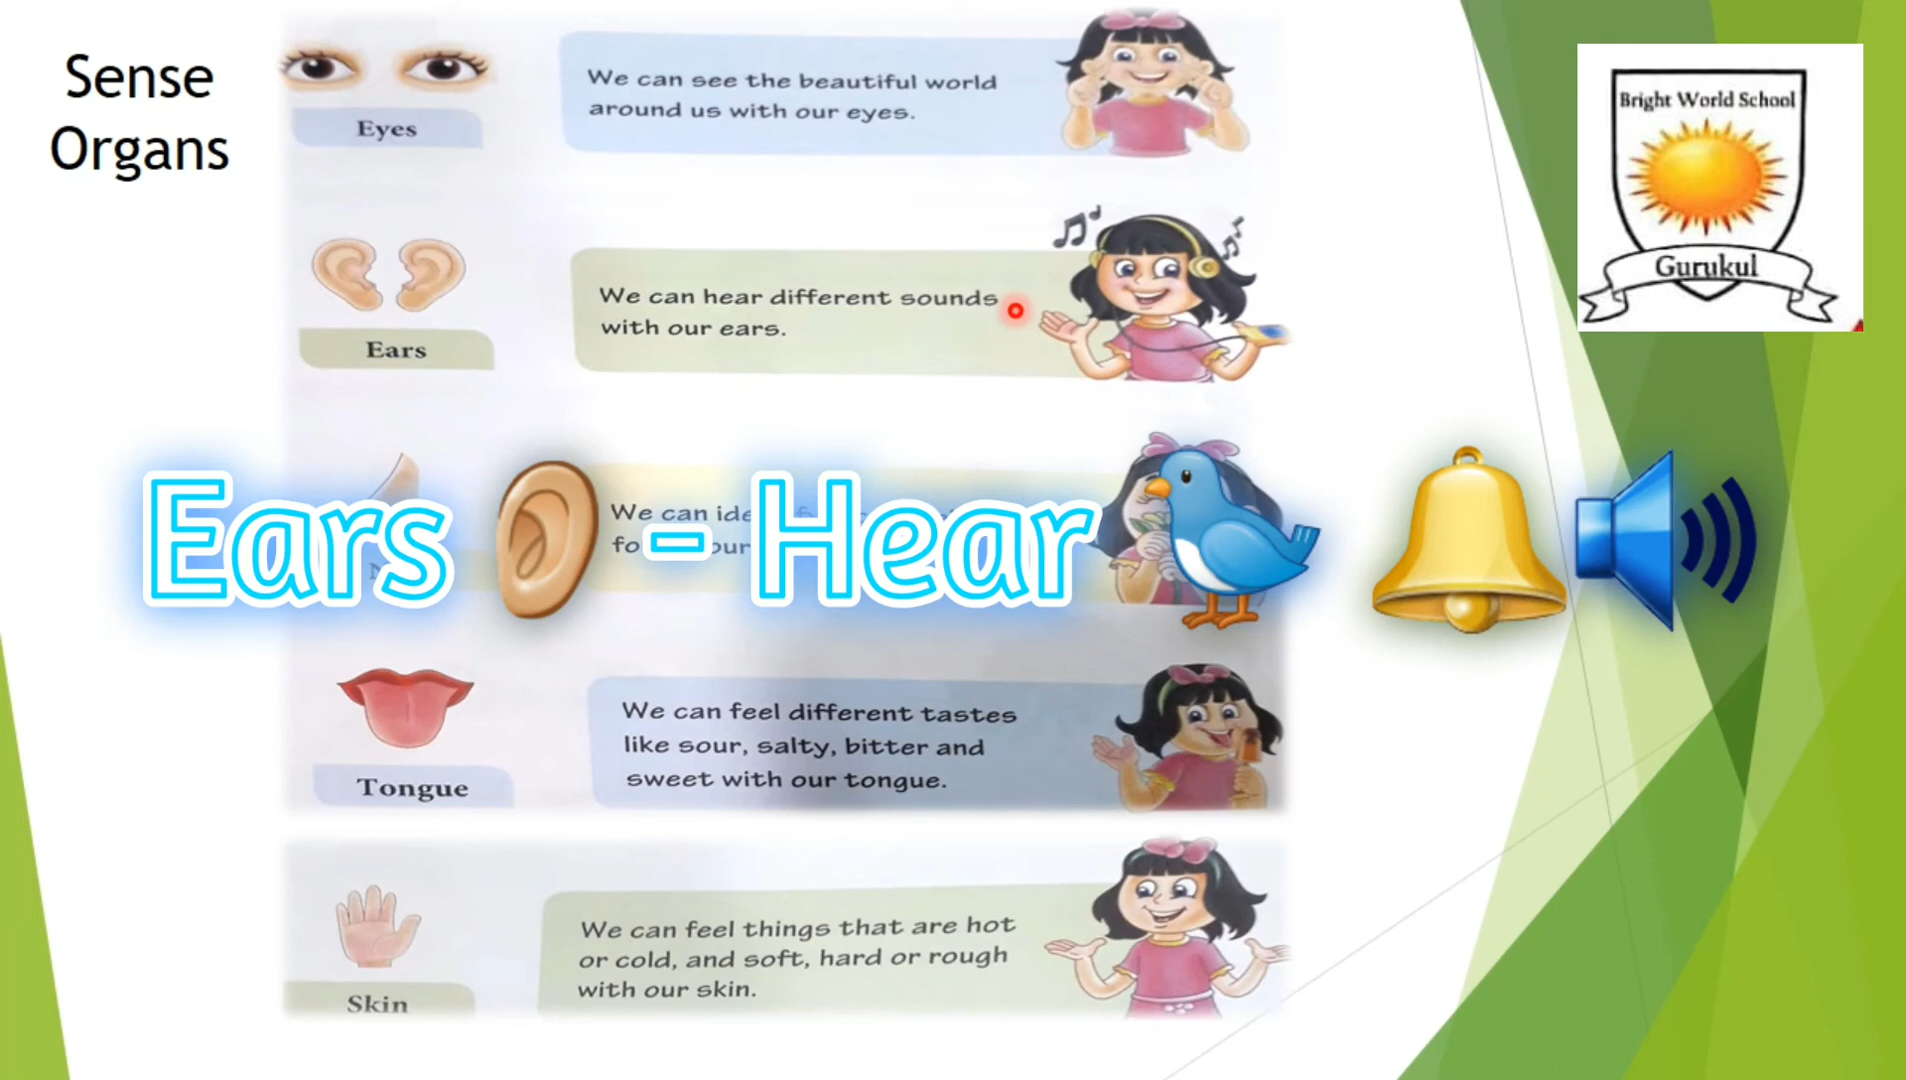 Sense
Organs
Eyes
We can see the beautiful world
around us with our eyes.
Bright World School
Gurukul
Ears
We can hear different sounds
with our ears.
Ears - Hear
We can
Tongue
We can feel different tastes
like sour, salty, bitter and
sweet with our tongue.
Skin
We can feel things that are hot
or cold, and soft, hard or rough
with our skin.